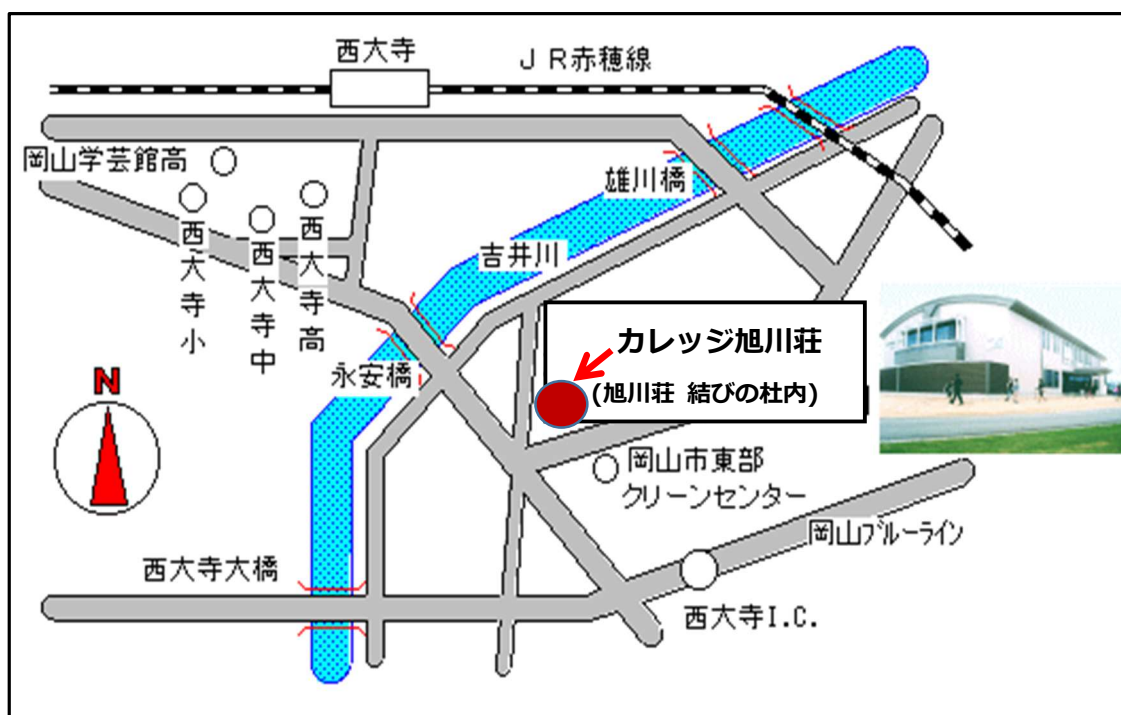 西大寺
ＪＲ赤穂線
岡山学芸館高
雄川橋
西大寺小
西大寺中
西大寺高
吉井川
カレッジ旭川荘
(旭川荘 結びの杜内)
永安橋
N
岡山市東部
クリーンセンター
岡山ﾌﾞﾙｰﾗｲﾝ
西大寺大橋
西大寺I.C.